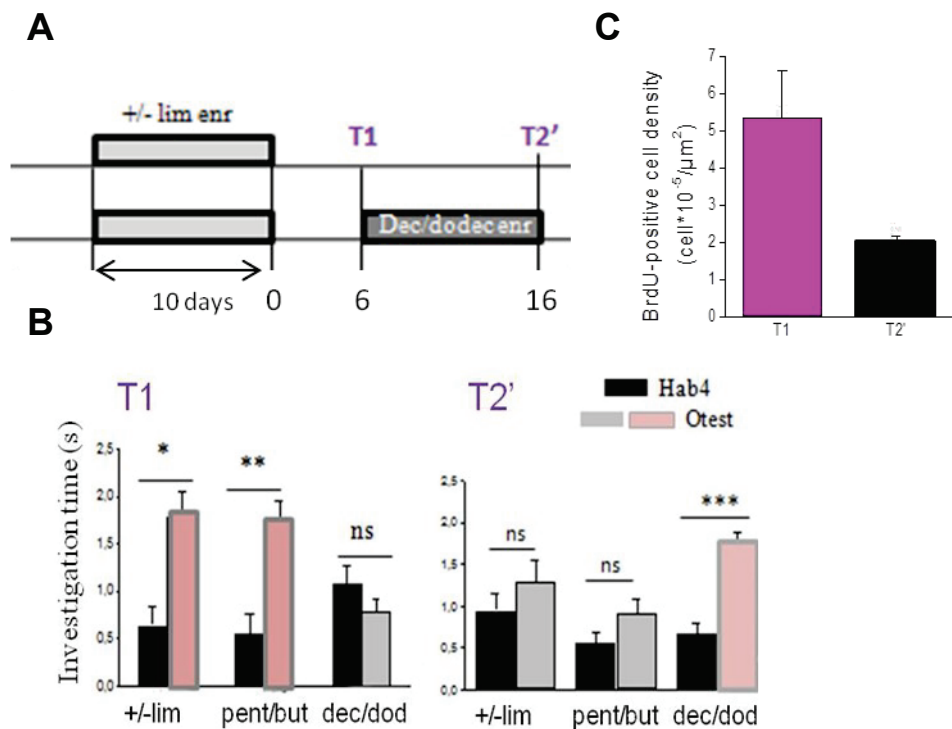 A
+/- lim enr
T1
T2'
Dec/dodec enr
10 days
0
6
16
C
BrdU-positive cell density
(cell*10⁻⁵/µm²)
7
6
5
4
3
2
1
0
T1
T2'
B
T1
T2'
Hab4
Otest
Investigation time (s)
2,5
2,0
1,5
1,0
0,5
0,0
*
**
ns
+/-lim
pent/but
dec/dod
2,5
2,0
1,5
1,0
0,5
0,0
ns
ns
***
+/-lim
pent/but
dec/dod